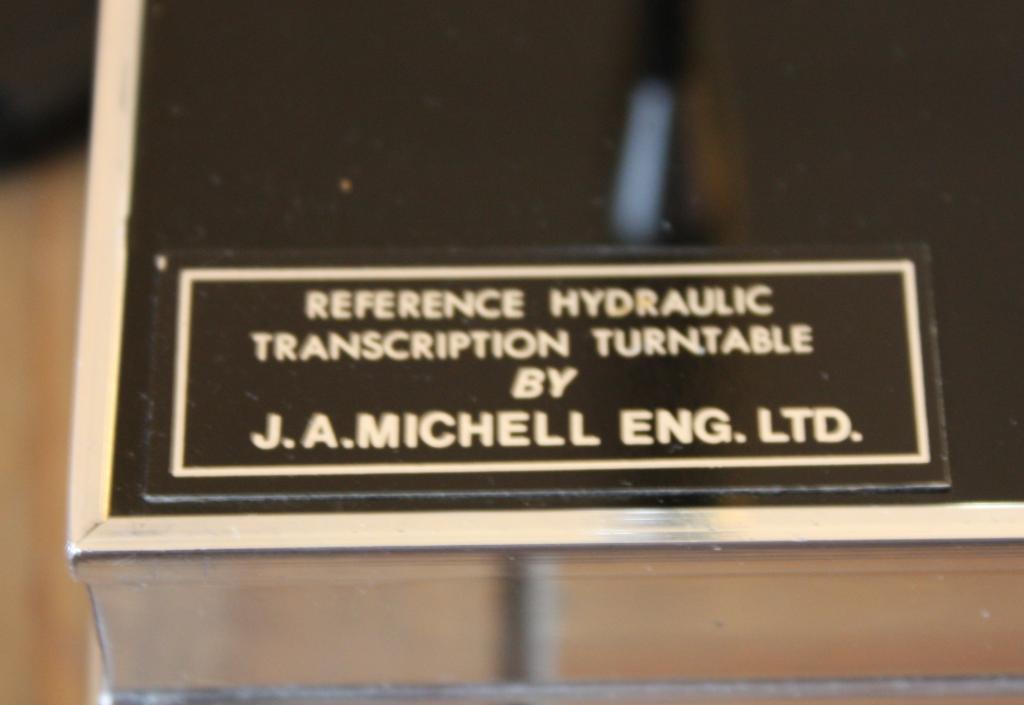 REFERENCE HYDRAULIC
TRANSCRIPTION TURNTABLE
BY
J.A.MICHELL ENG. LTD.